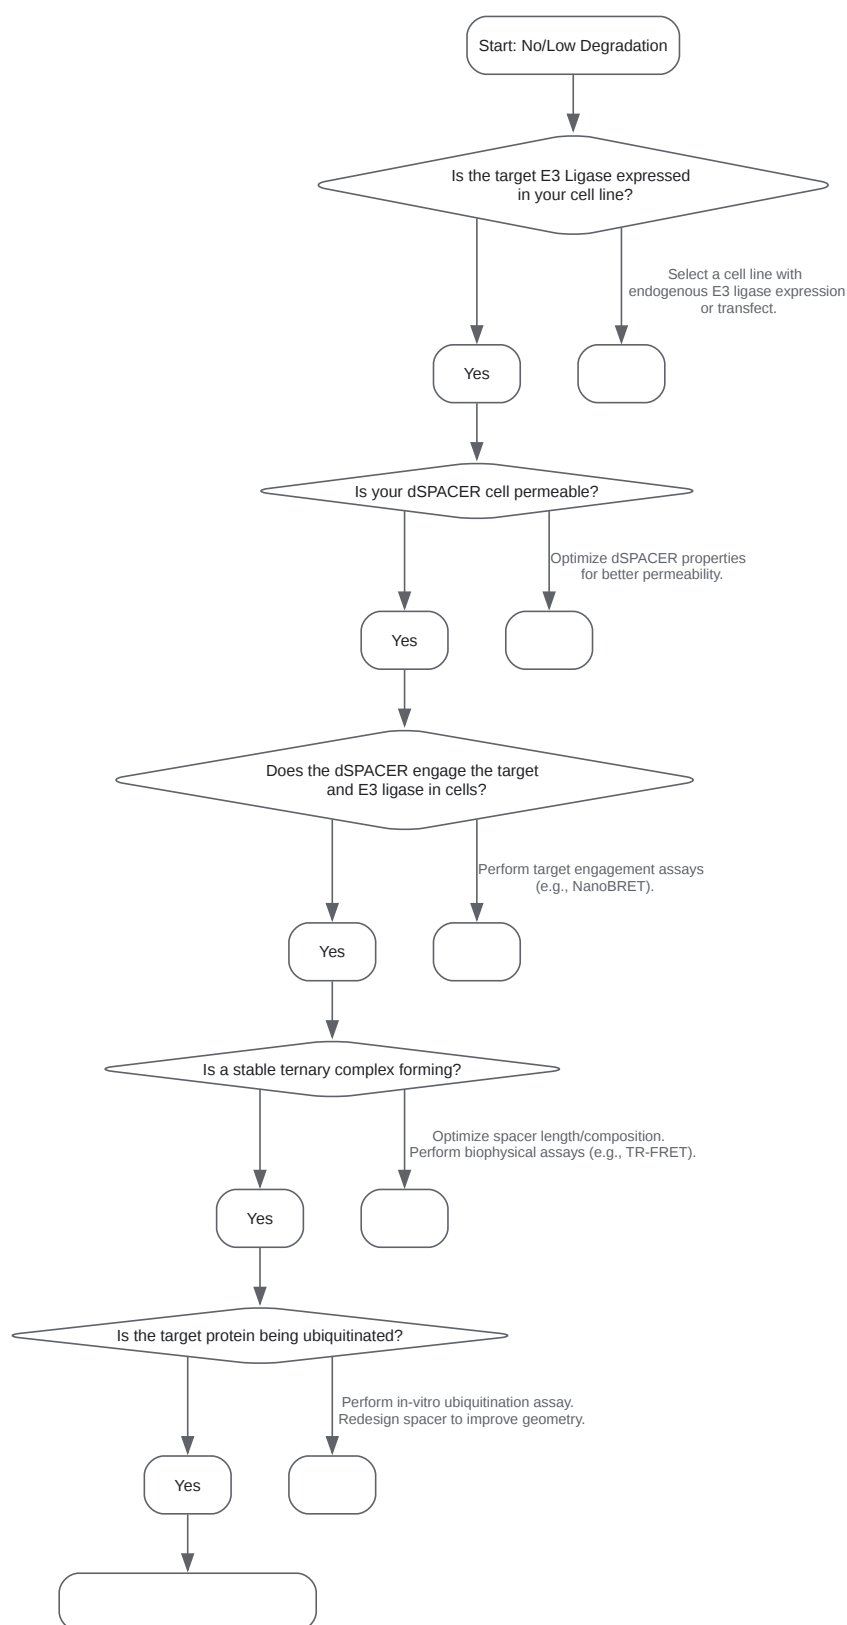 Start: No/Low Degradation
Is the target E3 Ligase expressed
in your cell line?
Select a cell line with
endogenous E3 ligase expression
or transfect.
Yes
Is your dSPACER cell permeable?
Optimize dSPACER properties
for better permeability.
Yes
Does the dSPACER engage the target
and E3 ligase in cells?
Perform target engagement assays
(e.g., NanoBRET).
Yes
Is a stable ternary complex forming?
Optimize spacer length/composition.
Perform biophysical assays (e.g., TR-FRET).
Yes
Is the target protein being ubiquitinated?
Perform in-vitro ubiquitination assay.
Redesign spacer to improve geometry.
Yes